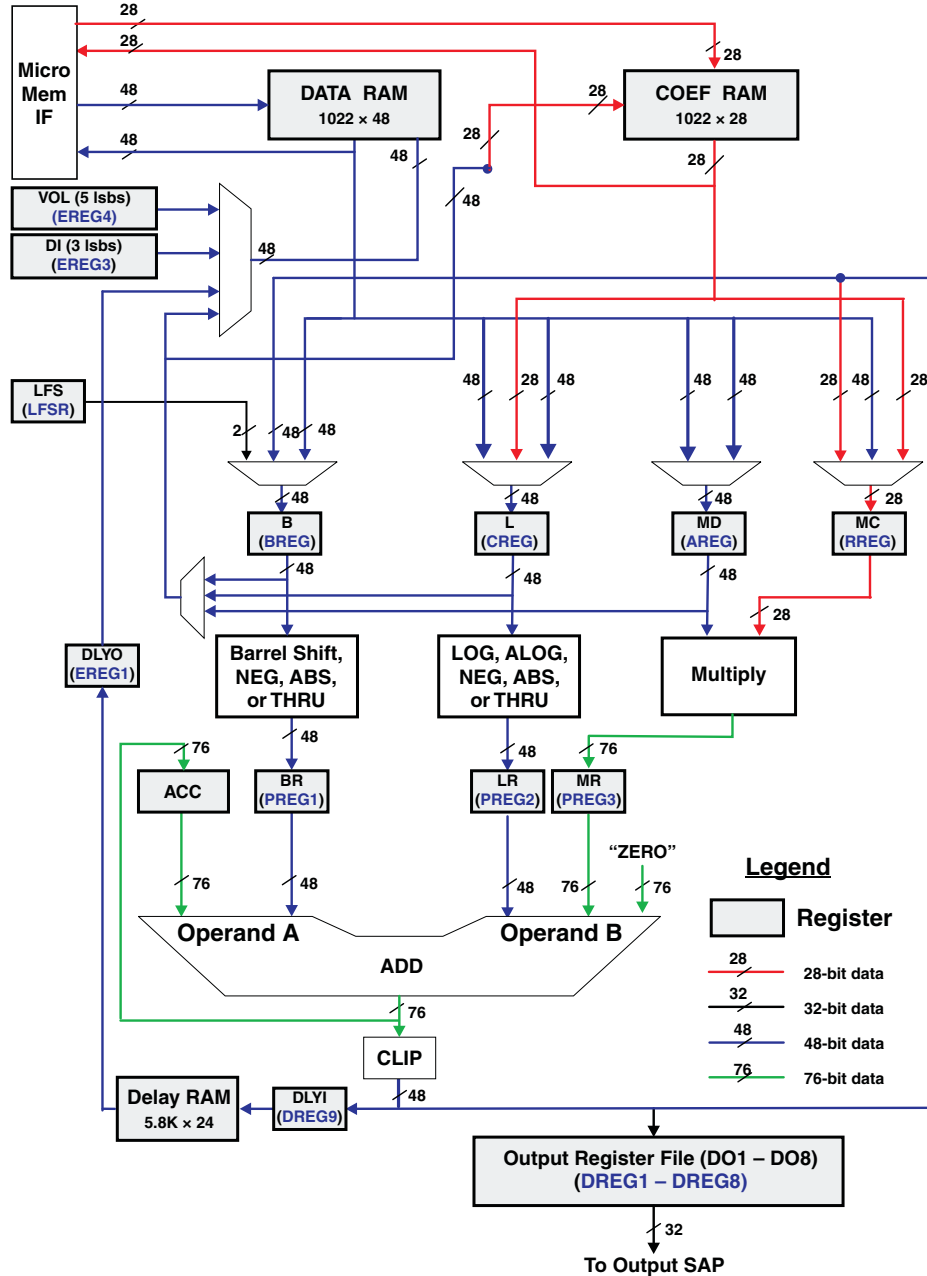 28
28
28
Micro
Mem
IF
48
48
DATA RAM
1022 × 48
COEF RAM
1022 × 28
28
28
48
28
48
VOL (5 lsbs)
(EREG4)
DI (3 lsbs)
(EREG3)
48
LFS
(LFSR)
2
48
48
48
28
48
48
48
28
48
28
48
48
48
28
B
(BREG)
L
(CREG)
MD
(AREG)
MC
(RREG)
48
48
48
28
DLYO
(EREG1)
Barrel Shift,
NEG, ABS,
or THRU
LOG, ALOG,
NEG, ABS,
or THRU
Multiply
76
48
48
76
ACC
BR
(PREG1)
LR
(PREG2)
MR
(PREG3)
"ZERO"
76
48
48
76
76
Operand A
Operand B
ADD
76
CLIP
48
Delay RAM
5.8K × 24
DLYI
(DREG9)
Output Register File (DO1 – DO8)
(DREG1 – DREG8)
32
To Output SAP
Legend
Register
28
28-bit data
32
32-bit data
48
48-bit data
76
76-bit data